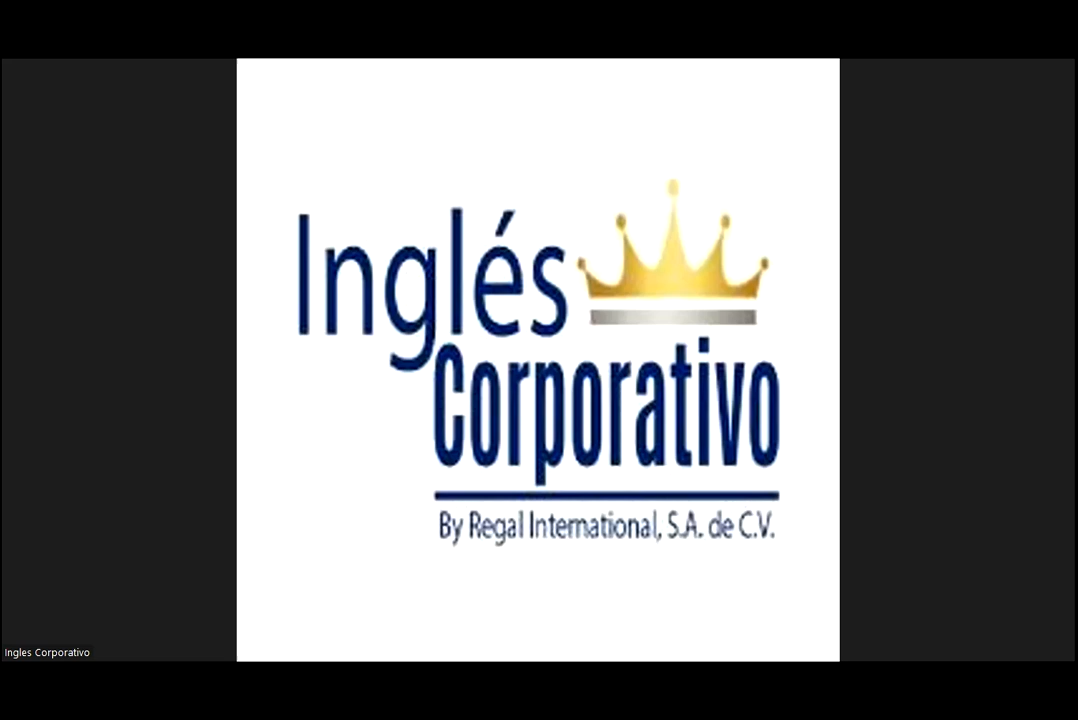 Inglés
Corporativo
By Regal International, S.A. de C.V.
Ingles Corporativo